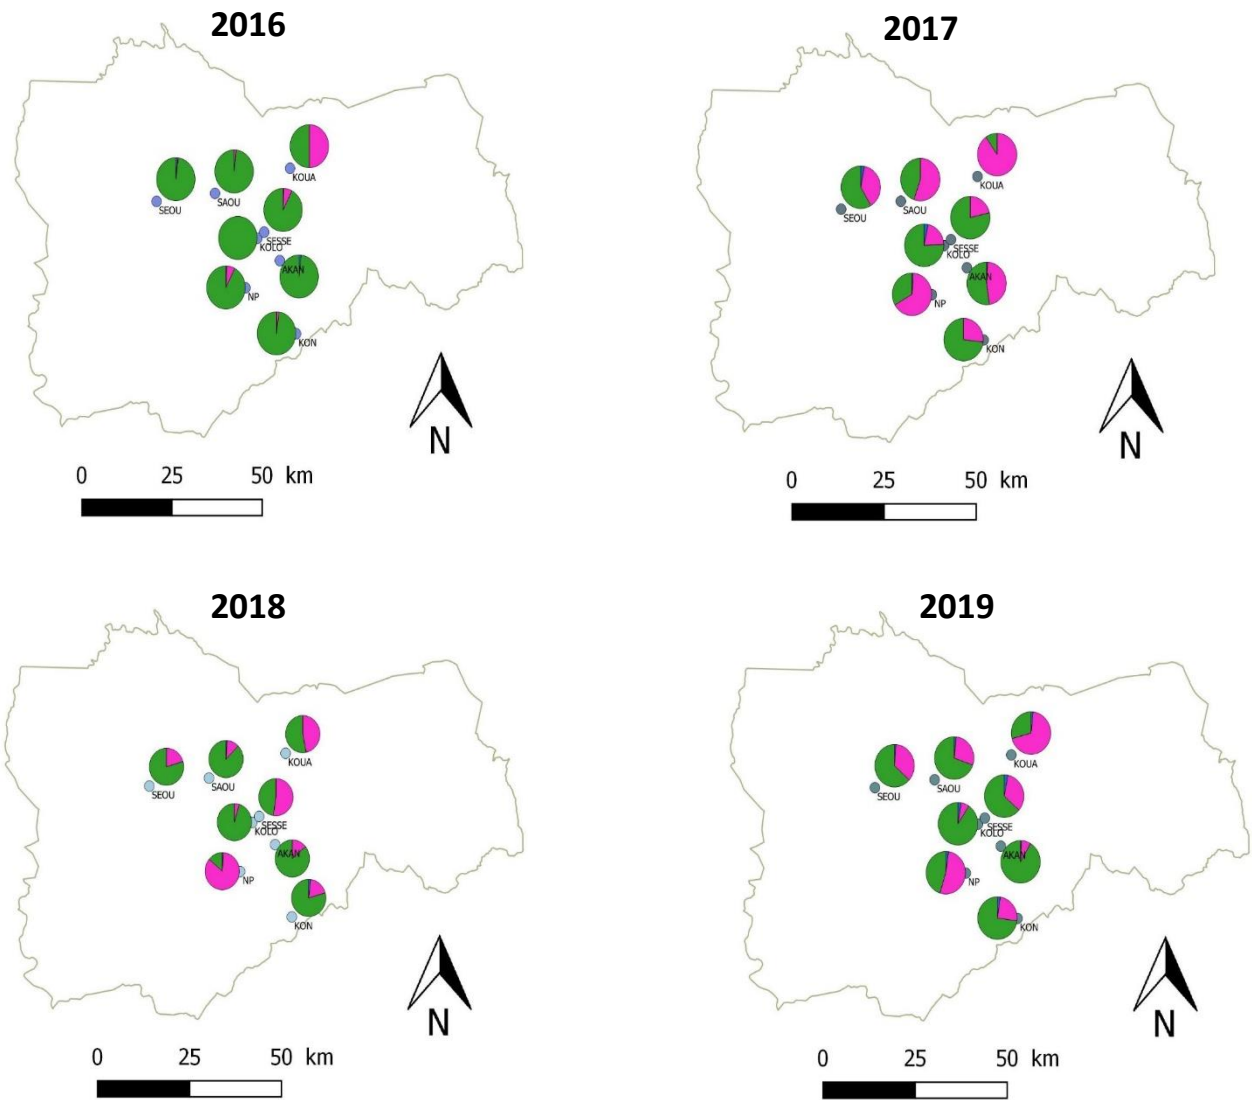 2016
KOUA
SEOU
SAOU
SESSE
KOLO
AKAN
NP
KON
N
0 25 50 km
2017
KOUA
SEOU
SAOU
SESSE
KOLO
AKAN
NP
KON
N
0 25 50 km
2018
KOUA
SAOU
SEOU
SESSE
KOLO
AKAN
NP
KON
N
0 25 50 km
2019
KOUA
SAOU
SEOU
SESSE
KOLO
AKAN
NP
KON
N
0 25 50 km